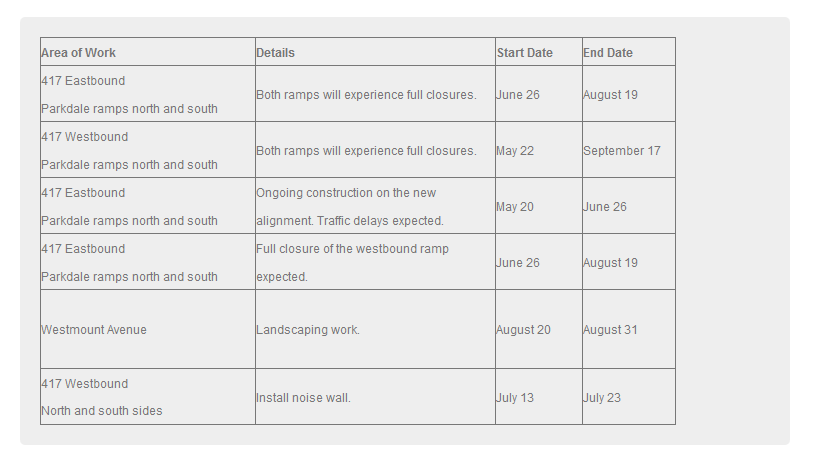 Area of Work Details Start Date End Date
417 Eastbound
Parkdale ramps north and south
Both ramps will experience full closures. June 26 August 19
417 Westbound
Parkdale ramps north and south
Both ramps will experience full closures. May 22 September 17
417 Eastbound
Parkdale ramps north and south
Ongoing construction on the new
alignment. Traffic delays expected.
May 20 June 26
417 Eastbound
Parkdale ramps north and south
Full closure of the westbound ramp
expected.
June 26 August 19
Westmount Avenue Landscaping work. August 20 August 31
417 Westbound
North and south sides
Install noise wall. July 13 July 23